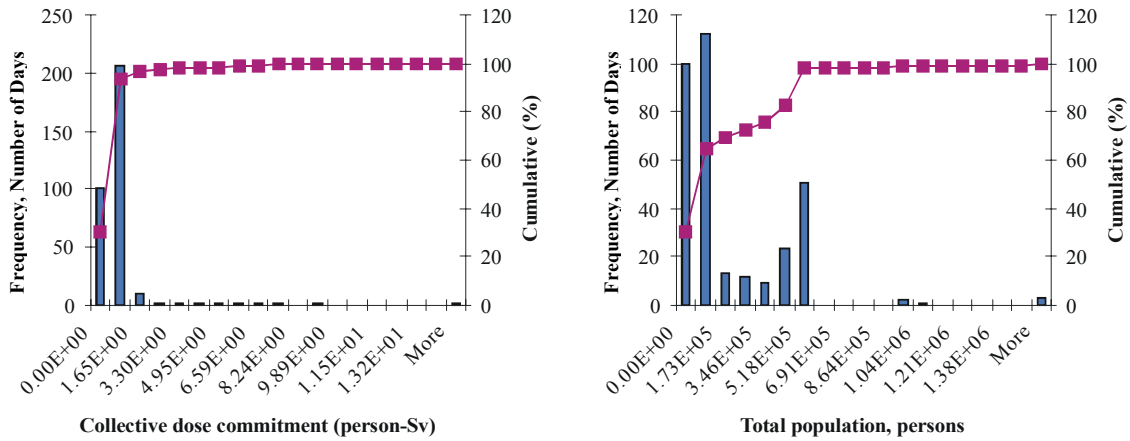 250
200
150
100
50
0
Frequency, Number of Days
120
100
80
60
40
20
0
Cumulative (%)
0.00E+00
1.65E+00
3.30E+00
4.95E+00
6.59E+00
8.24E+00
9.89E+00
1.15E+01
1.32E+01
More
Collective dose commitment (person-Sv)
120
100
80
60
40
20
0
Frequency, Number of Days
120
100
80
60
40
20
0
Cumulative (%)
0.00E+00
1.73E+05
3.46E+05
5.18E+05
6.91E+05
8.64E+05
1.04E+06
1.21E+06
1.38E+06
More
Total population, persons